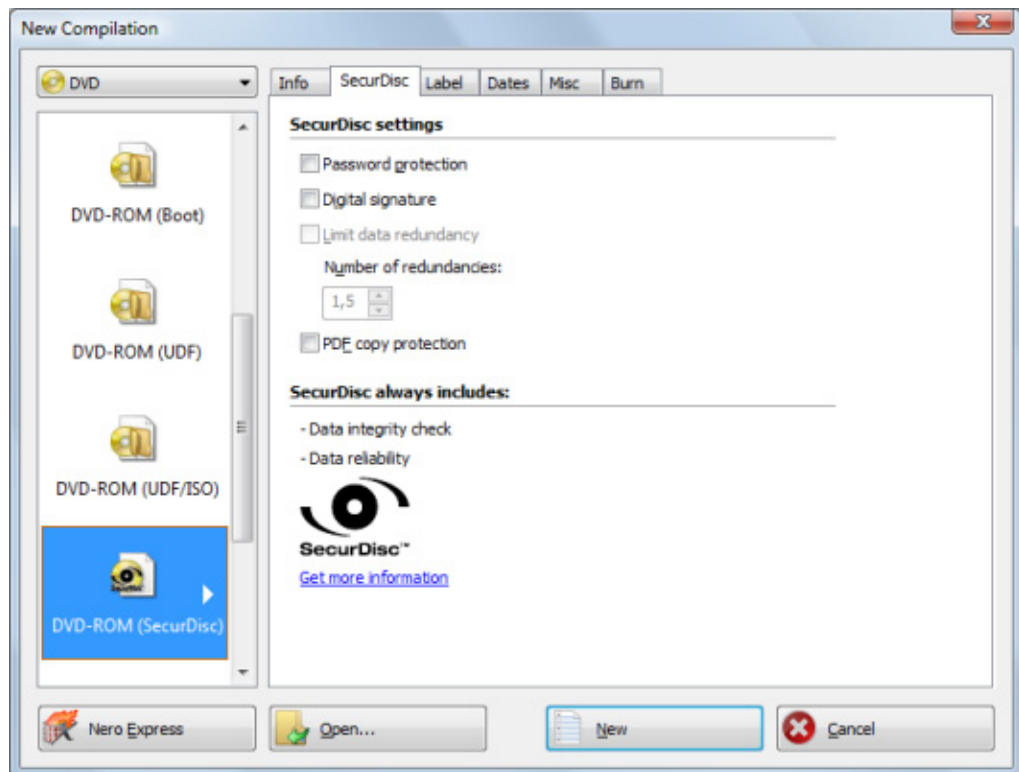 New Compilation
DVD
Info SecurDisc Label Dates Misc Burn
DVD-ROM (Boot)
DVD-ROM (UDF)
DVD-ROM (UDF/ISO)
DVD-ROM (SecurDisc)
SecurDisc settings
Password protection
Digital signature
Limit data redundancy
Number of redundancies:
1,5
PDF copy protection
SecurDisc always includes:
- Data integrity check
- Data reliability
SecurDisc™
Get more information
Nero Express Open... New Cancel